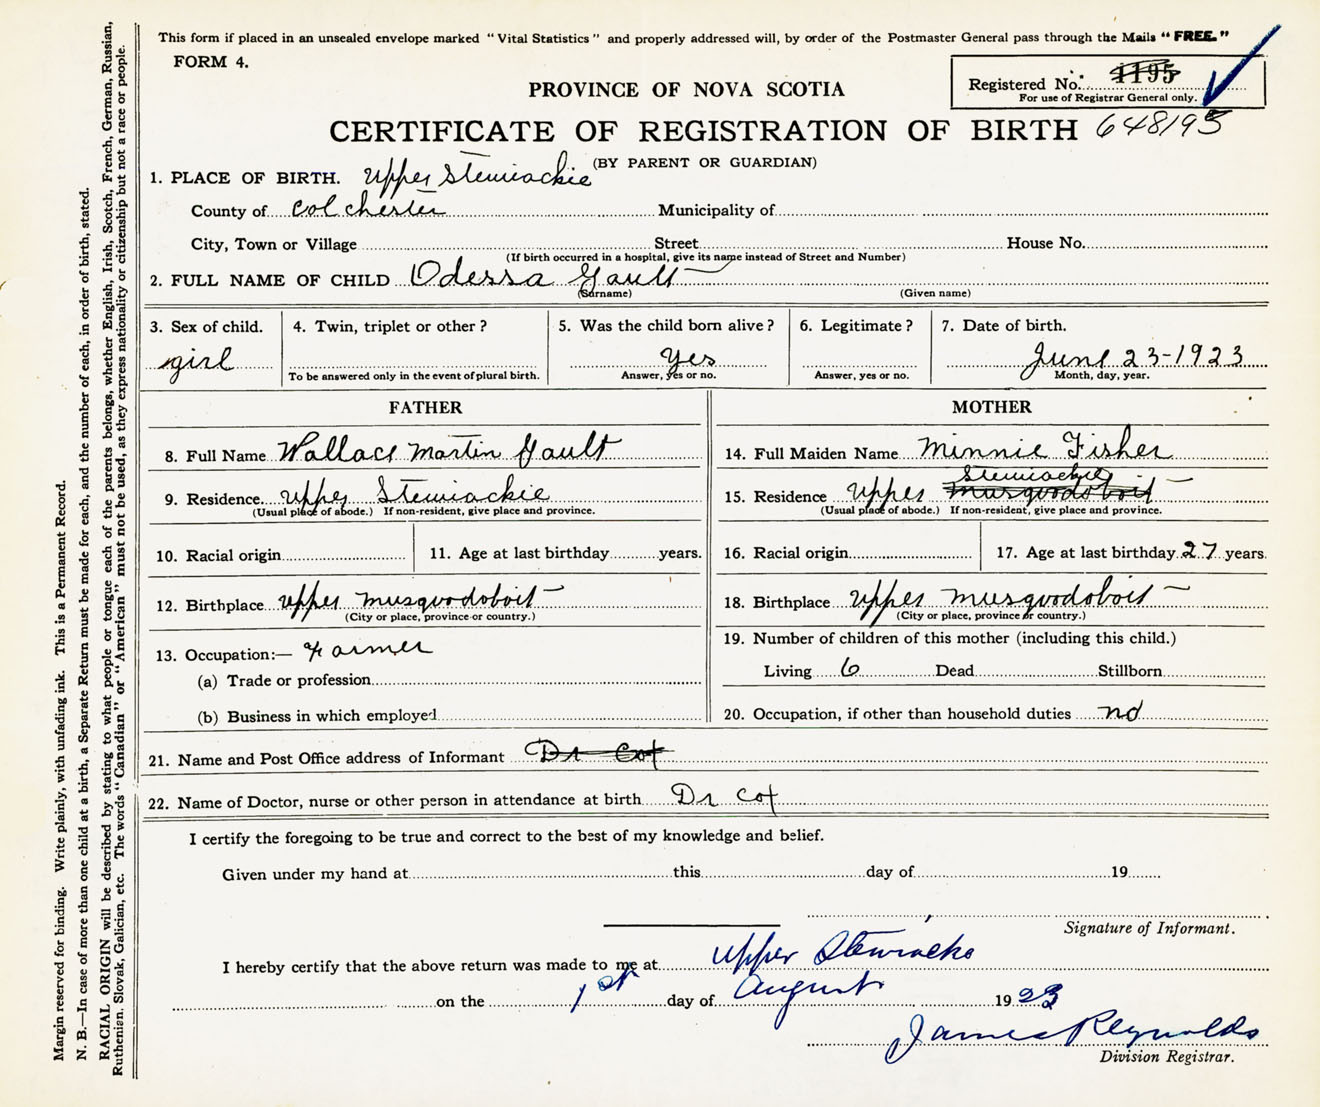 This form if placed in an unsealed envelope marked "Vital Statistics" and properly addressed will, by order of the Postmaster General pass through the Mails "FREE."
FORM 4.
Registered No. 1195
For use of Registrar General only.
PROVINCE OF NOVA SCOTIA
CERTIFICATE OF REGISTRATION OF BIRTH 648195
(BY PARENT OR GUARDIAN)
1. PLACE OF BIRTH. Upper Stewiackie
County of Colchester Municipality of
City, Town or Village Street House No.
(If birth occurred in a hospital, give its name instead of Street and Number)
2. FULL NAME OF CHILD Odessa Gault
(Surname) (Given name)
3. Sex of child. 4. Twin, triplet or other? 5. Was the child born alive? 6. Legitimate? 7. Date of birth.
girl Yes June 23-1923
To be answered only in the event of plural birth. Answer, yes or no. Answer, yes or no. Month, day, year.
FATHER MOTHER
8. Full Name Wallace Martin Gault 14. Full Maiden Name Minnie Fisher
Stewiackie
9. Residence. Upper Stewiackie 15. Residence Upper Musquodoboit
(Usual place of abode.) If non-resident, give place and province. (Usual place of abode.) If non-resident, give place and province.
10. Racial origin 11. Age at last birthday years. 16. Racial origin 17. Age at last birthday 27 years.
12. Birthplace Upper Musquodoboit 18. Birthplace Upper Musquodoboit
(City or place, province or country.) (City or place, province or country.)
13. Occupation:— Farmer 19. Number of children of this mother (including this child.)
(a) Trade or profession Living 6 Dead Stillborn
(b) Business in which employed 20. Occupation, if other than household duties no
21. Name and Post Office address of Informant Dr Cox
22. Name of Doctor, nurse or other person in attendance at birth Dr Cox
I certify the foregoing to be true and correct to the best of my knowledge and belief.
Given under my hand at this day of 19
Signature of Informant.
I hereby certify that the above return was made to me at Upper Stewiacke
on the 1st day of August 1923
James Reynolds
Division Registrar.
Margin reserved for binding. Write plainly, with unfading ink. This is a Permanent Record.
N. B.—In case of more than one child at a birth, a Separate Return must be made for each, and the number of each, in order of birth, stated.
RACIAL ORIGIN will be described by stating to what people or tongue each of the parents belongs, whether English, Irish, Scotch, French, German, Russian,
Ruthenian, Slovak, Galician, etc. The words "Canadian" or "American" must not be used, as they express nationality or citizenship but not a race or people.